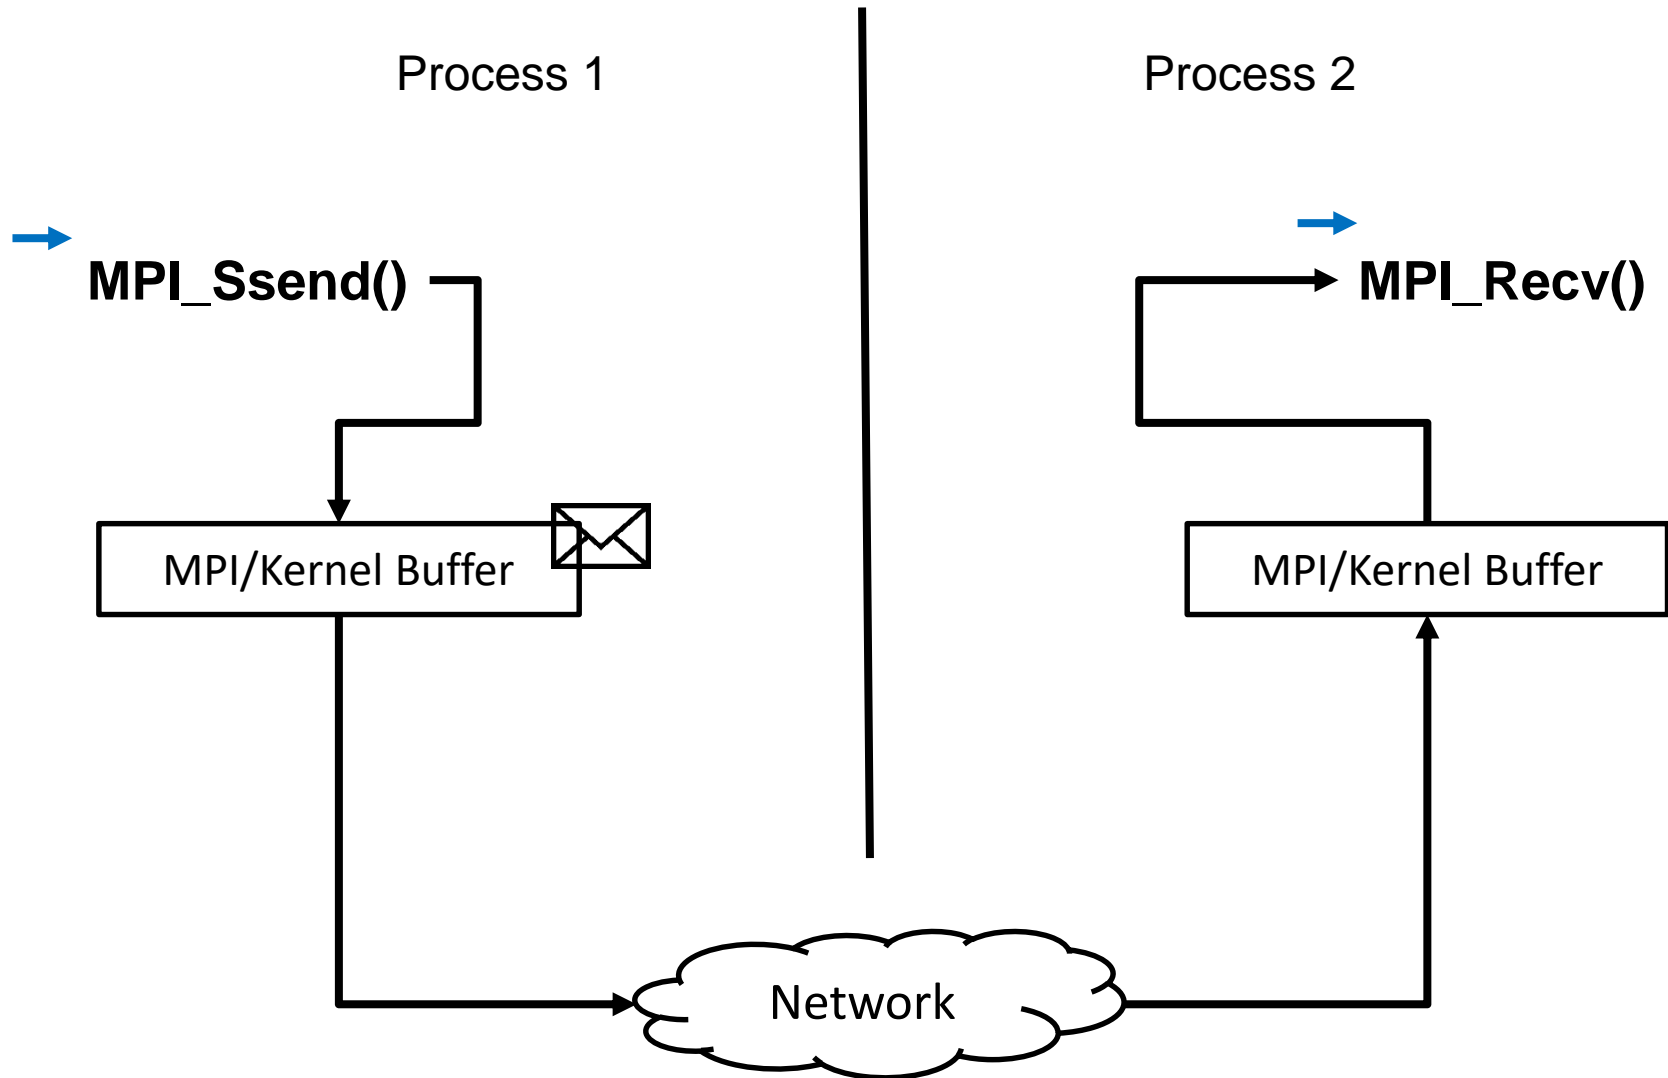 Process 1
Process 2
MPI_Ssend()
MPI_Recv()
MPI/Kernel Buffer
MPI/Kernel Buffer
Network